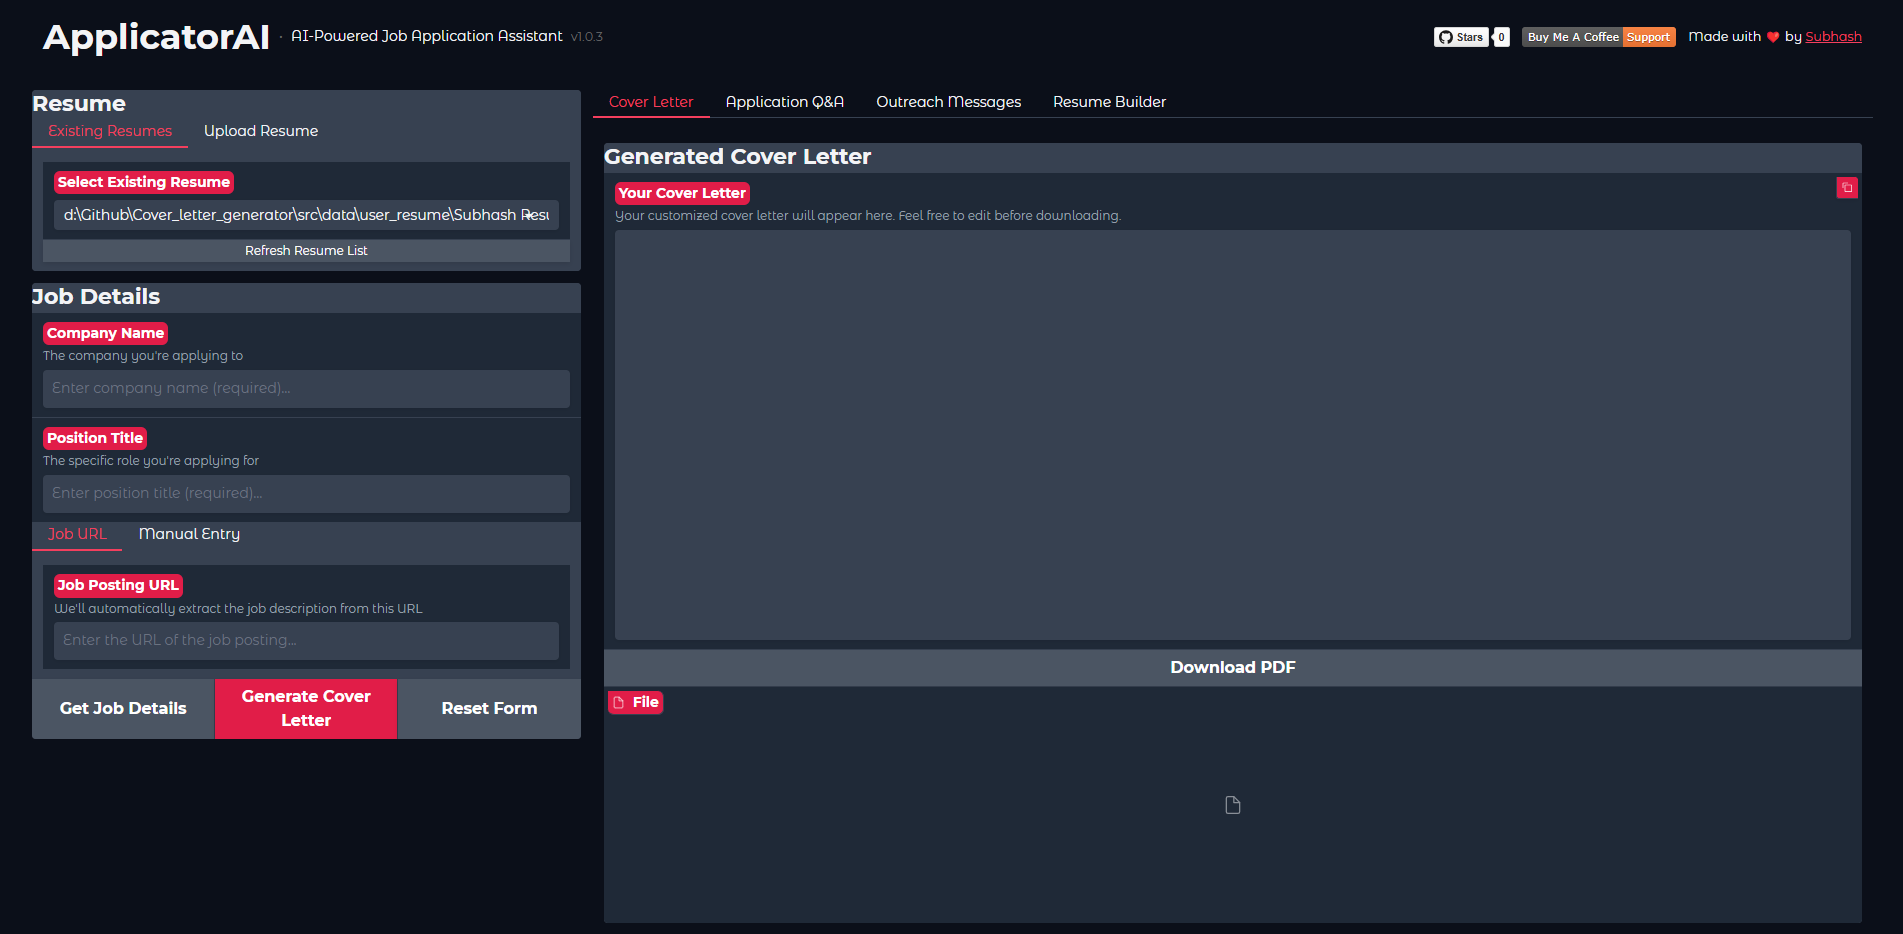 ApplicatorAI · AI-Powered Job Application Assistant v1.0.3
Stars 0 Buy Me A Coffee Support Made with ❤️ by Subhash
Resume
Existing Resumes Upload Resume
Select Existing Resume
d:\Github\Cover_letter_generator\src\data\user_resume\Subhash
Refresh Resume List
Job Details
Company Name
The company you're applying to
Enter company name (required)...
Position Title
The specific role you're applying for
Enter position title (required)...
Job URL Manual Entry
Job Posting URL
We'll automatically extract the job description from this URL
Enter the URL of the job posting...
Get Job Details
Generate Cover
Letter
Reset Form
Cover Letter Application Q&A Outreach Messages Resume Builder
Generated Cover Letter
Your Cover Letter
Your customized cover letter will appear here. Feel free to edit before downloading.
Download PDF
File